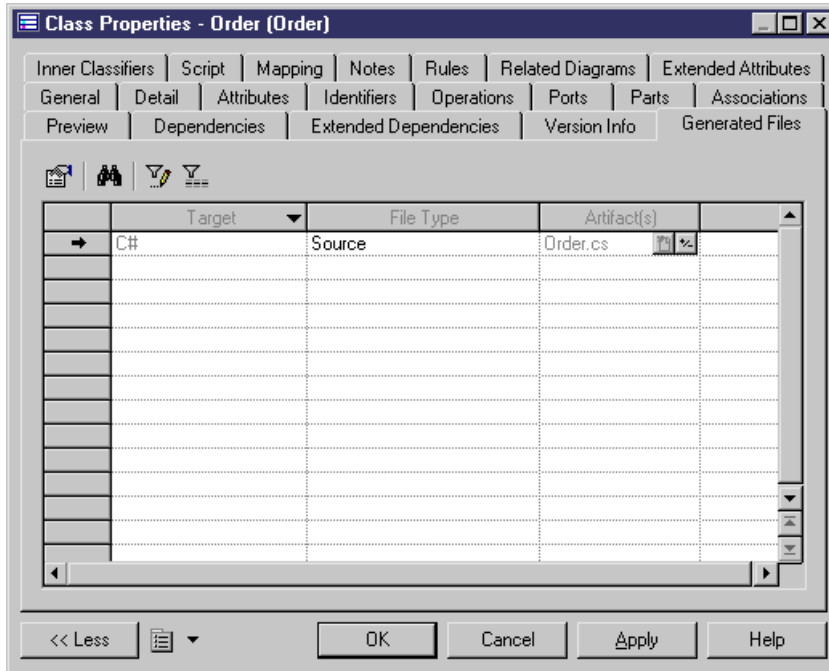 Class Properties - Order (Order)
Inner Classifiers Script Mapping Notes Rules Related Diagrams Extended Attributes
General Detail Attributes Identifiers Operations Ports Parts Associations
Preview Dependencies Extended Dependencies Version Info Generated Files
Target File Type Artifact(s)
C# Source Order.cs
<< Less OK Cancel Apply Help